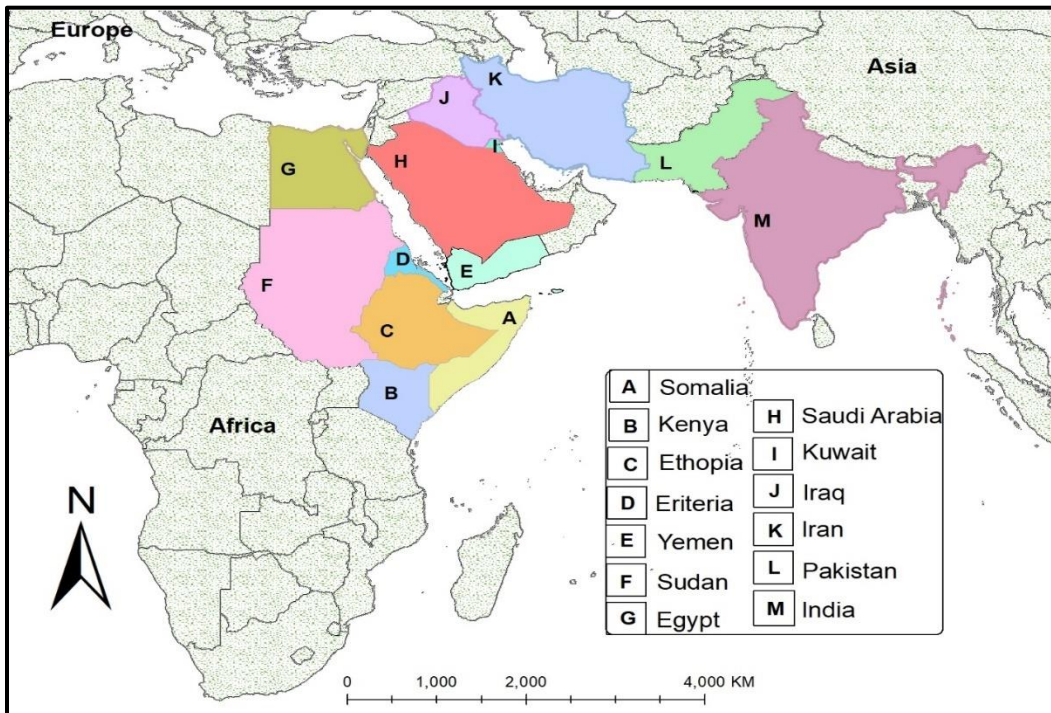 Europe
Asia
K
J
I
H
G
L
M
D
E
F
C
A
B
Africa
N
A Somalia
B Kenya
C Ethopia
D Eriteria
E Yemen
F Sudan
G Egypt
H Saudi Arabia
I Kuwait
J Iraq
K Iran
L Pakistan
M India
0 1,000 2,000 4,000 KM